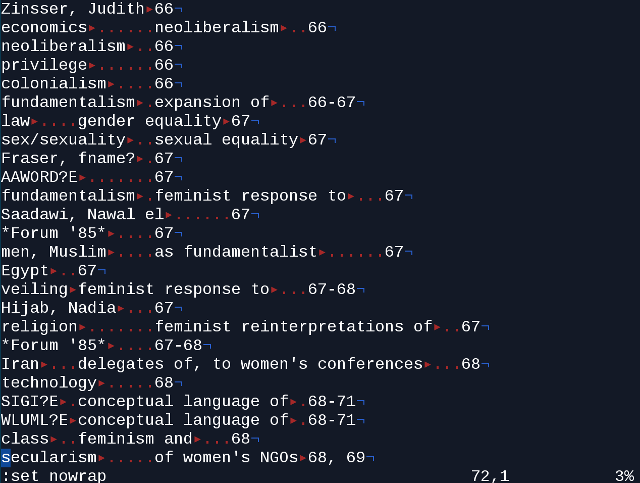 Zinsser, Judith▸66¬
economics▸......neoliberalism▸..66¬
neoliberalism▸..66¬
privilege▸......66¬
colonialism▸....66¬
fundamentalism▸.expansion of▸...66-67¬
law▸....gender equality▸67¬
sex/sexuality▸..sexual equality▸67¬
Fraser, fname?▸.67¬
AAWORD?E▸.......67¬
fundamentalism▸.feminist response to▸...67¬
Saadawi, Nawal el▸......67¬
*Forum '85*▸....67¬
men, Muslim▸....as fundamentalist▸......67¬
Egypt▸..67¬
veiling▸feminist response to▸...67-68¬
Hijab, Nadia▸...67¬
religion▸.......feminist reinterpretations of▸..67¬
*Forum '85*▸....67-68¬
Iran▸...delegates of, to women's conferences▸...68¬
technology▸.....68¬
SIGI?E▸.conceptual language of▸.68-71¬
WLUML?E▸conceptual language of▸.68-71¬
class▸..feminism and▸...68¬
secularism▸.....of women's NGOs▸68, 69¬
:set nowrap 72,1 3%